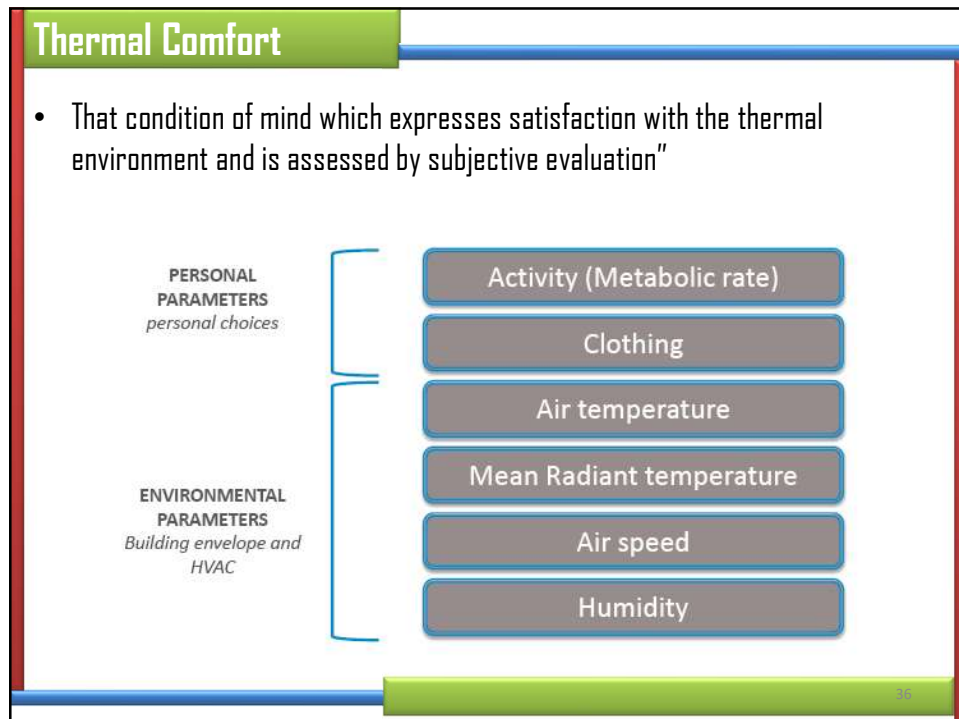 Thermal Comfort
• That condition of mind which expresses satisfaction with the thermal
environment and is assessed by subjective evaluation”
PERSONAL
PARAMETERS
personal choices
Activity (Metabolic rate)
Clothing
ENVIRONMENTAL
PARAMETERS
Building envelope and
HVAC
Air temperature
Mean Radiant temperature
Air speed
Humidity
36